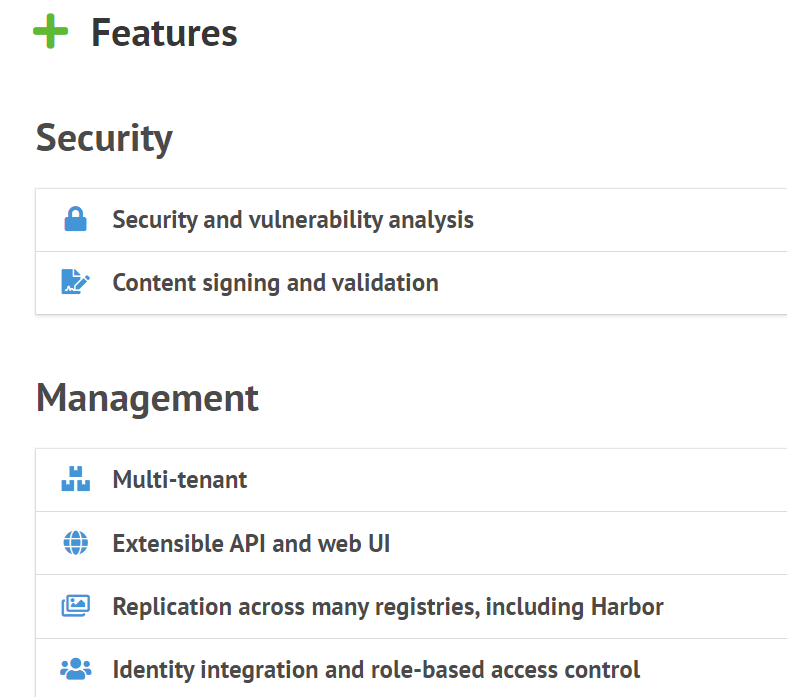 Features
Security
Security and vulnerability analysis
Content signing and validation
Management
Multi-tenant
Extensible API and web UI
Replication across many registries, including Harbor
Identity integration and role-based access control